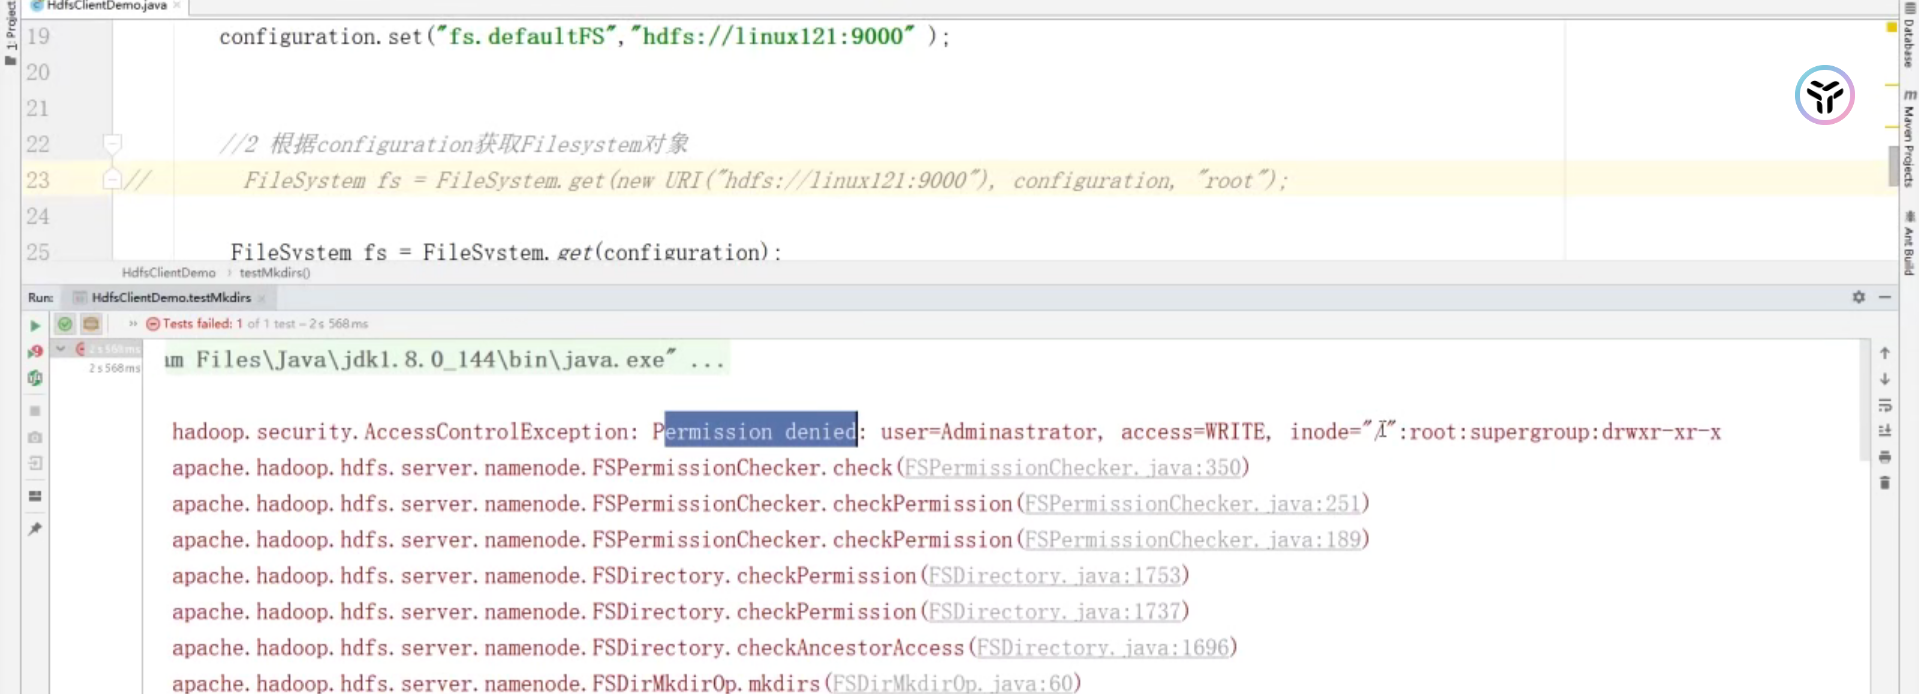 HdfsClientDemo.java
1: Project
19 configuration.set("fs.defaultFS","hdfs://linux121:9000" );
20
21
22 //2 根据configuration获取Filesystem对象
23 // FileSystem fs = FileSystem.get(new URI("hdfs://linux121:9000"), configuration, "root");
24
25 FileSystem fs = FileSystem.get(configuration);
HdfsClientDemo › testMkdirs()
Database
Maven Projects
Ant Build
Run: HdfsClientDemo.testMkdirs
» Tests failed: 1 of 1 test – 2 s 568 ms
2 s 568 ms
2 s 568 ms
am Files\Java\jdk1.8.0_144\bin\java.exe" ...
hadoop.security.AccessControlException: Permission denied: user=Adminastrator, access=WRITE, inode="/":root:supergroup:drwxr-xr-x
apache.hadoop.hdfs.server.namenode.FSPermissionChecker.check(FSPermissionChecker.java:350)
apache.hadoop.hdfs.server.namenode.FSPermissionChecker.checkPermission(FSPermissionChecker.java:251)
apache.hadoop.hdfs.server.namenode.FSPermissionChecker.checkPermission(FSPermissionChecker.java:189)
apache.hadoop.hdfs.server.namenode.FSDirectory.checkPermission(FSDirectory.java:1753)
apache.hadoop.hdfs.server.namenode.FSDirectory.checkPermission(FSDirectory.java:1737)
apache.hadoop.hdfs.server.namenode.FSDirectory.checkAncestorAccess(FSDirectory.java:1696)
apache.hadoop.hdfs.server.namenode.FSDirMkdirOp.mkdirs(FSDirMkdirOp.java:60)